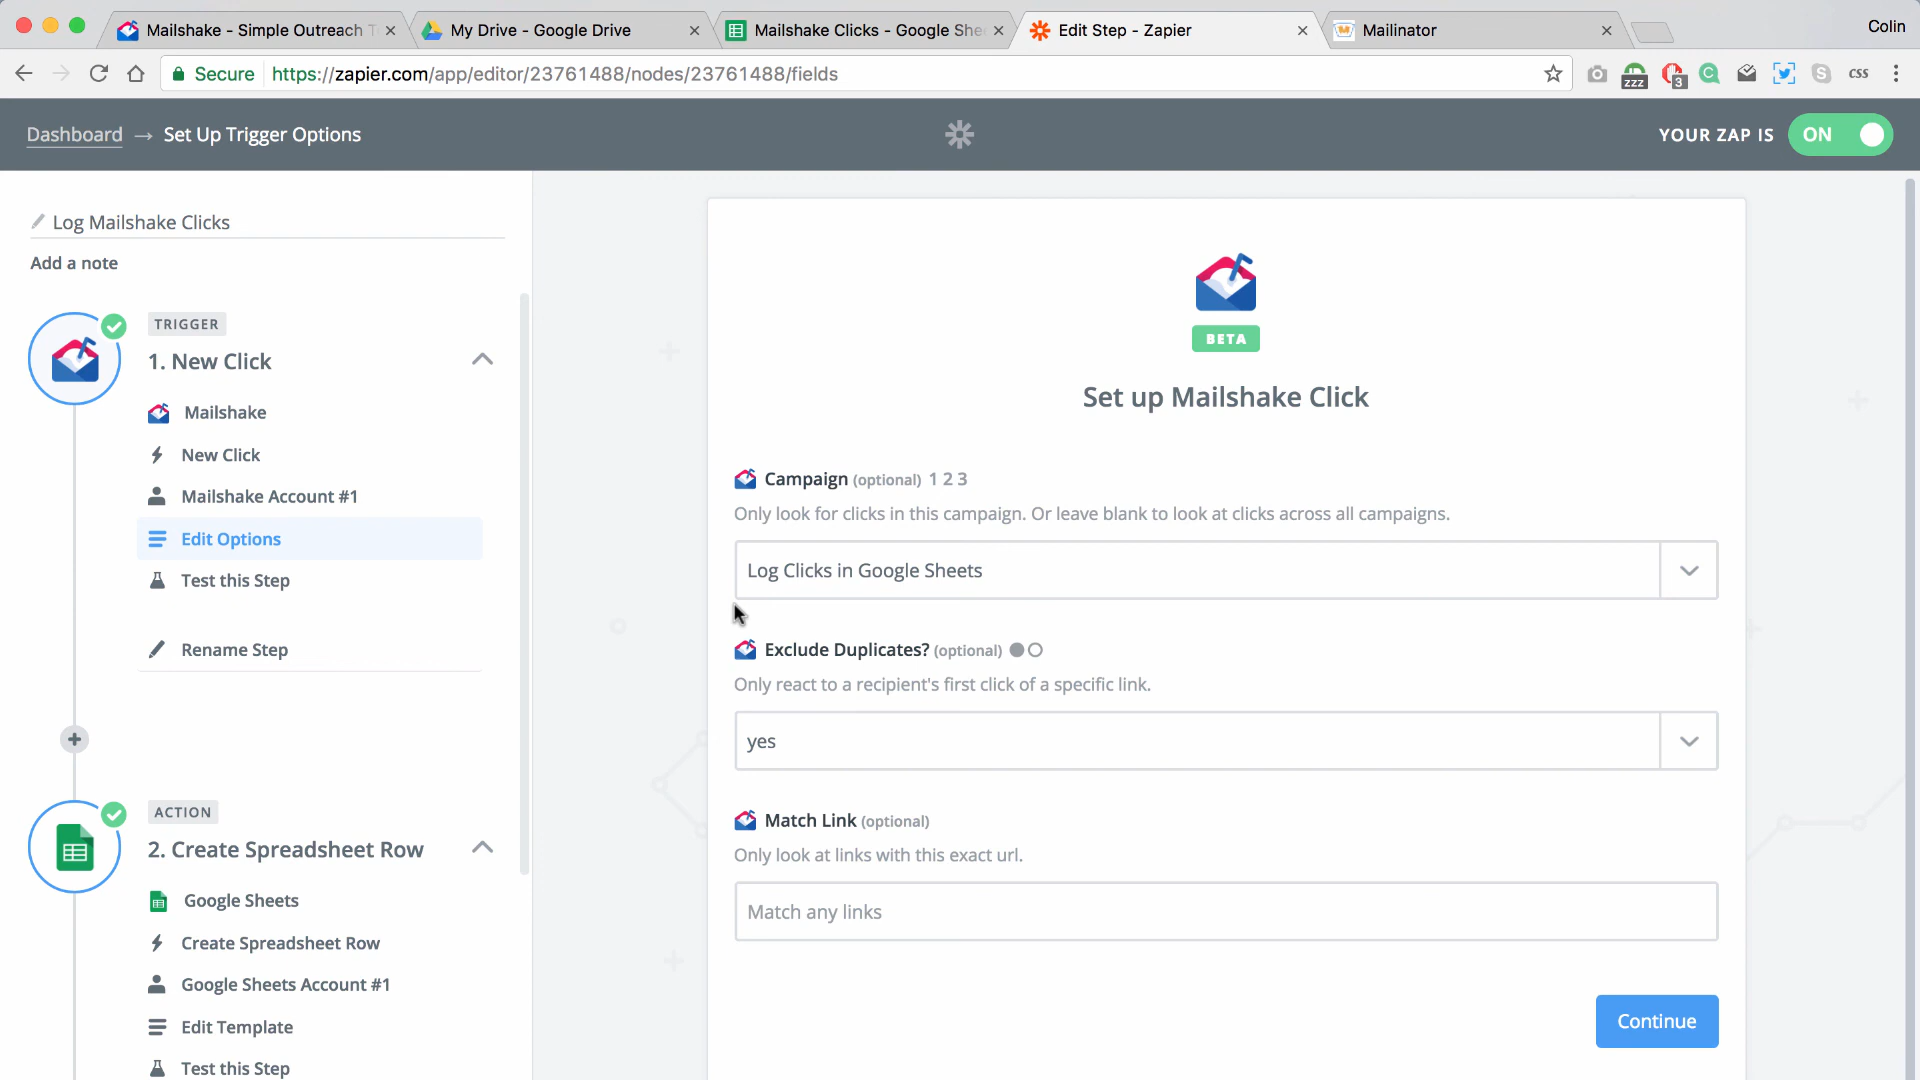 Mailshake - Simple Outreach T
My Drive - Google Drive
Mailshake Clicks - Google She
Edit Step - Zapier
Mailinator
Colin
Secure
https://zapier.com/app/editor/23761488/nodes/23761488/fields
zzz
3
css
Dashboard → Set Up Trigger Options
YOUR ZAP IS
ON
Log Mailshake Clicks
Add a note
TRIGGER
1. New Click
Mailshake
New Click
Mailshake Account #1
Edit Options
Test this Step
Rename Step
ACTION
2. Create Spreadsheet Row
Google Sheets
Create Spreadsheet Row
Google Sheets Account #1
Edit Template
Test this Step
BETA
Set up Mailshake Click
Campaign (optional) 1 2 3
Only look for clicks in this campaign. Or leave blank to look at clicks across all campaigns.
Log Clicks in Google Sheets
Exclude Duplicates? (optional)
Only react to a recipient's first click of a specific link.
yes
Match Link (optional)
Only look at links with this exact url.
Match any links
Continue